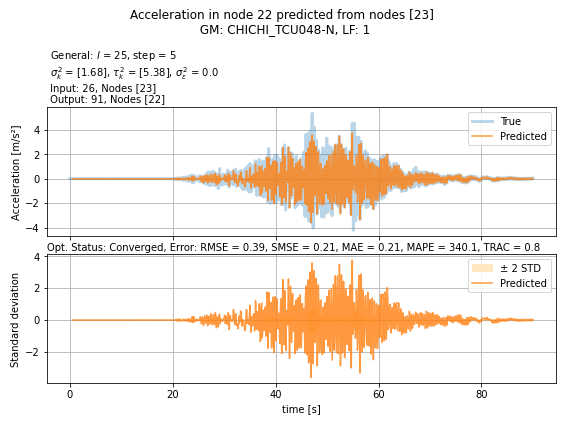 Acceleration in node 22 predicted from nodes [23]
GM: CHICHI_TCU048-N, LF: 1
General: l = 25, step = 5
σ²ₖ = [1.68], τ²ₖ = [5.38], σ²ε = 0.0
Input: 26, Nodes [23]
Output: 91, Nodes [22]
True
Predicted
Acceleration [m/s²]
4
2
0
−2
−4
Opt. Status: Converged, Error: RMSE = 0.39, SMSE = 0.21, MAE = 0.21, MAPE = 340.1, TRAC = 0.8
± 2 STD
Predicted
Standard deviation
4
2
0
−2
0 20 40 60 80
time [s]